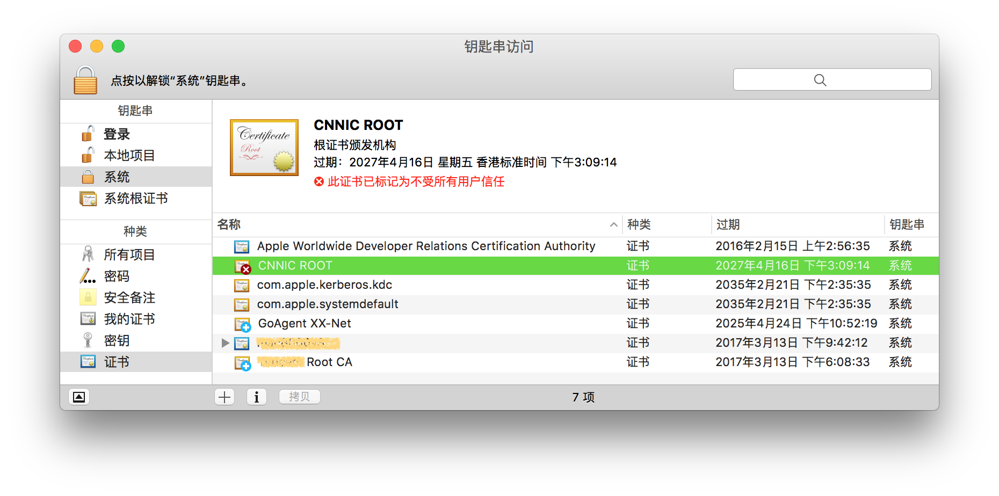 钥匙串访问
点按以解锁“系统”钥匙串。
钥匙串
登录
本地项目
系统
系统根证书
种类
所有项目
密码
安全备注
我的证书
密钥
证书
Certificate
Root
CNNIC ROOT
根证书颁发机构
过期：2027年4月16日 星期五 香港标准时间 下午3:09:14
此证书已标记为不受所有用户信任
名称 种类 过期 钥匙串
Apple Worldwide Developer Relations Certification Authority 证书 2016年2月15日 上午2:56:35 系统
CNNIC ROOT 证书 2027年4月16日 下午3:09:14 系统
com.apple.kerberos.kdc 证书 2035年2月21日 下午2:35:35 系统
com.apple.systemdefault 证书 2035年2月21日 下午2:35:35 系统
GoAgent XX-Net 证书 2025年4月24日 下午10:52:19 系统
证书 2017年3月13日 下午9:42:12 系统
Root CA 证书 2017年3月13日 下午6:08:33 系统
拷贝
7 项